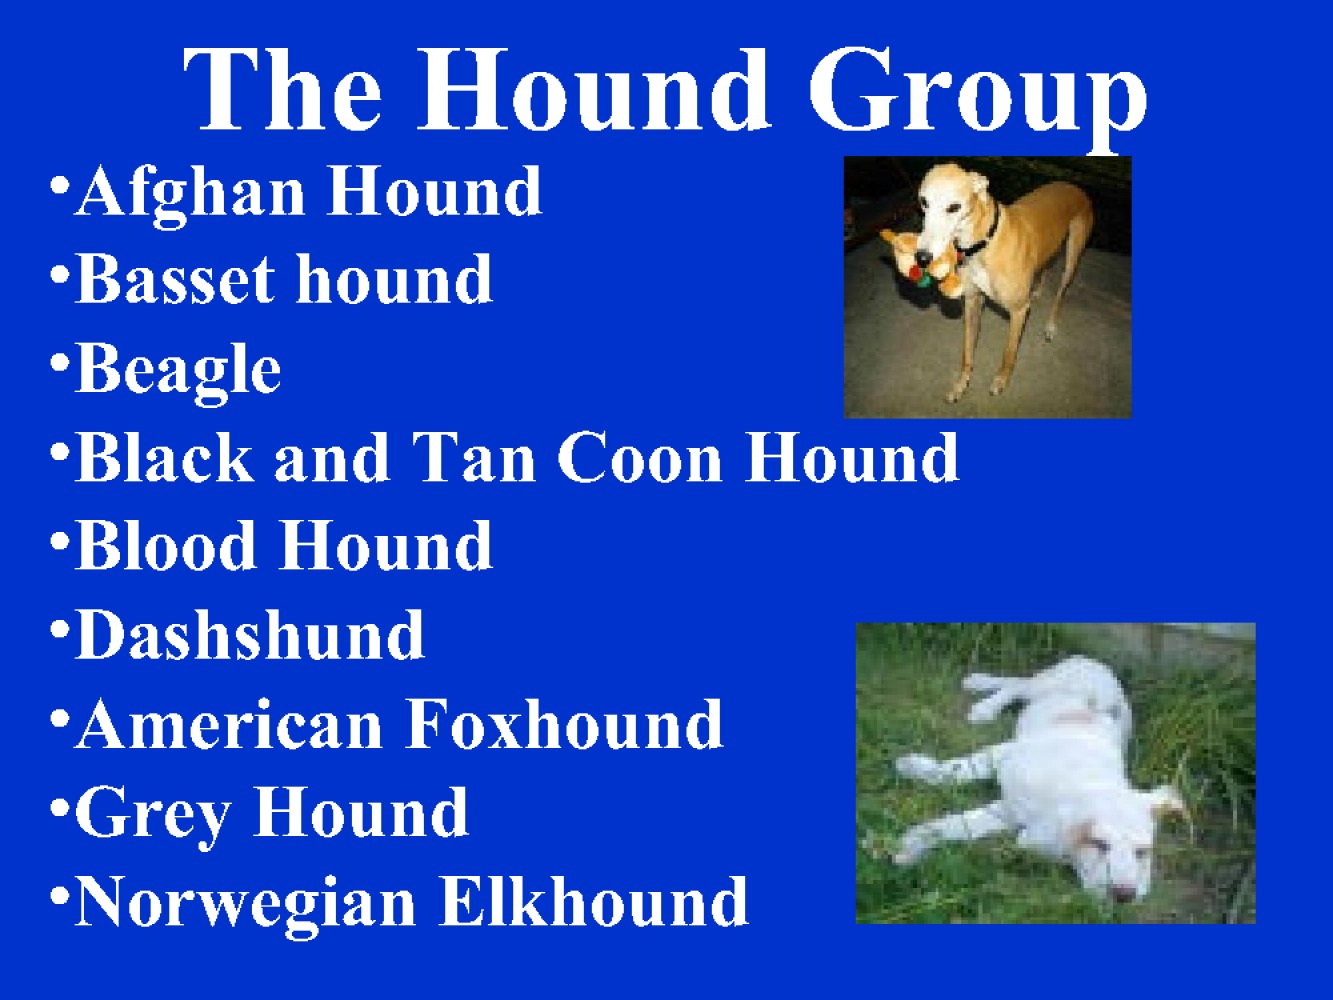 The Hound Group
•Afghan Hound
•Basset hound
•Beagle
•Black and Tan Coon Hound
•Blood Hound
•Dashshund
•American Foxhound
•Grey Hound
•Norwegian Elkhound